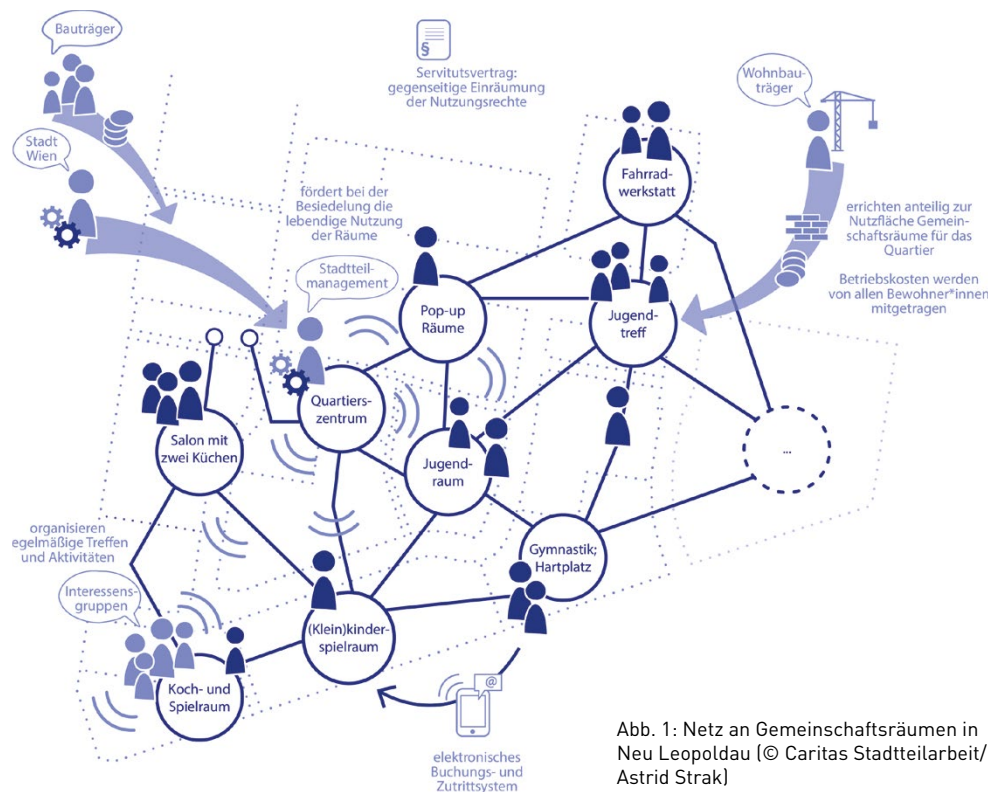 Bauträger
§
Servitutsvertrag:
gegenseitige Einräumung
der Nutzungsrechte
Wohnbau-
träger
Stadt
Wien
Fahrrad-
werkstatt
fördert bei der
Besiedelung die
lebendige Nutzung
der Räume
errichten anteilig zur
Nutzfläche Gemein-
schaftsräume für das
Quartier
Betriebskosten werden
von allen Bewohner*innen
mitgetragen
Stadtteil-
management
Pop-up
Räume
Jugend-
treff
Quartiers-
zentrum
Salon mit
zwei Küchen
Jugend-
raum
...
organisieren
egelmäßige Treffen
und Aktivitäten
Gymnastik;
Hartplatz
Interessens-
gruppen
(Klein)kinder-
spielraum
Koch- und
Spielraum
@
elektronisches
Buchungs- und
Zutrittsystem
Abb. 1: Netz an Gemeinschaftsräumen in
Neu Leopoldau (© Caritas Stadtteilarbeit/
Astrid Strak)